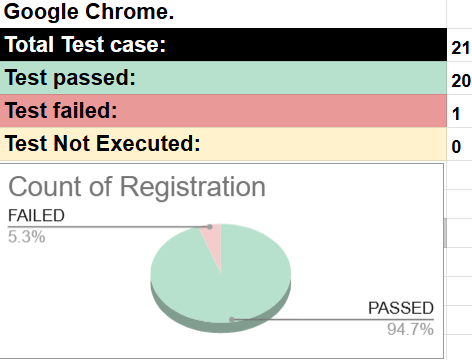 Google Chrome.
Total Test case: 21
Test passed: 20
Test failed: 1
Test Not Executed: 0
Count of Registration
FAILED
5.3%
PASSED
94.7%